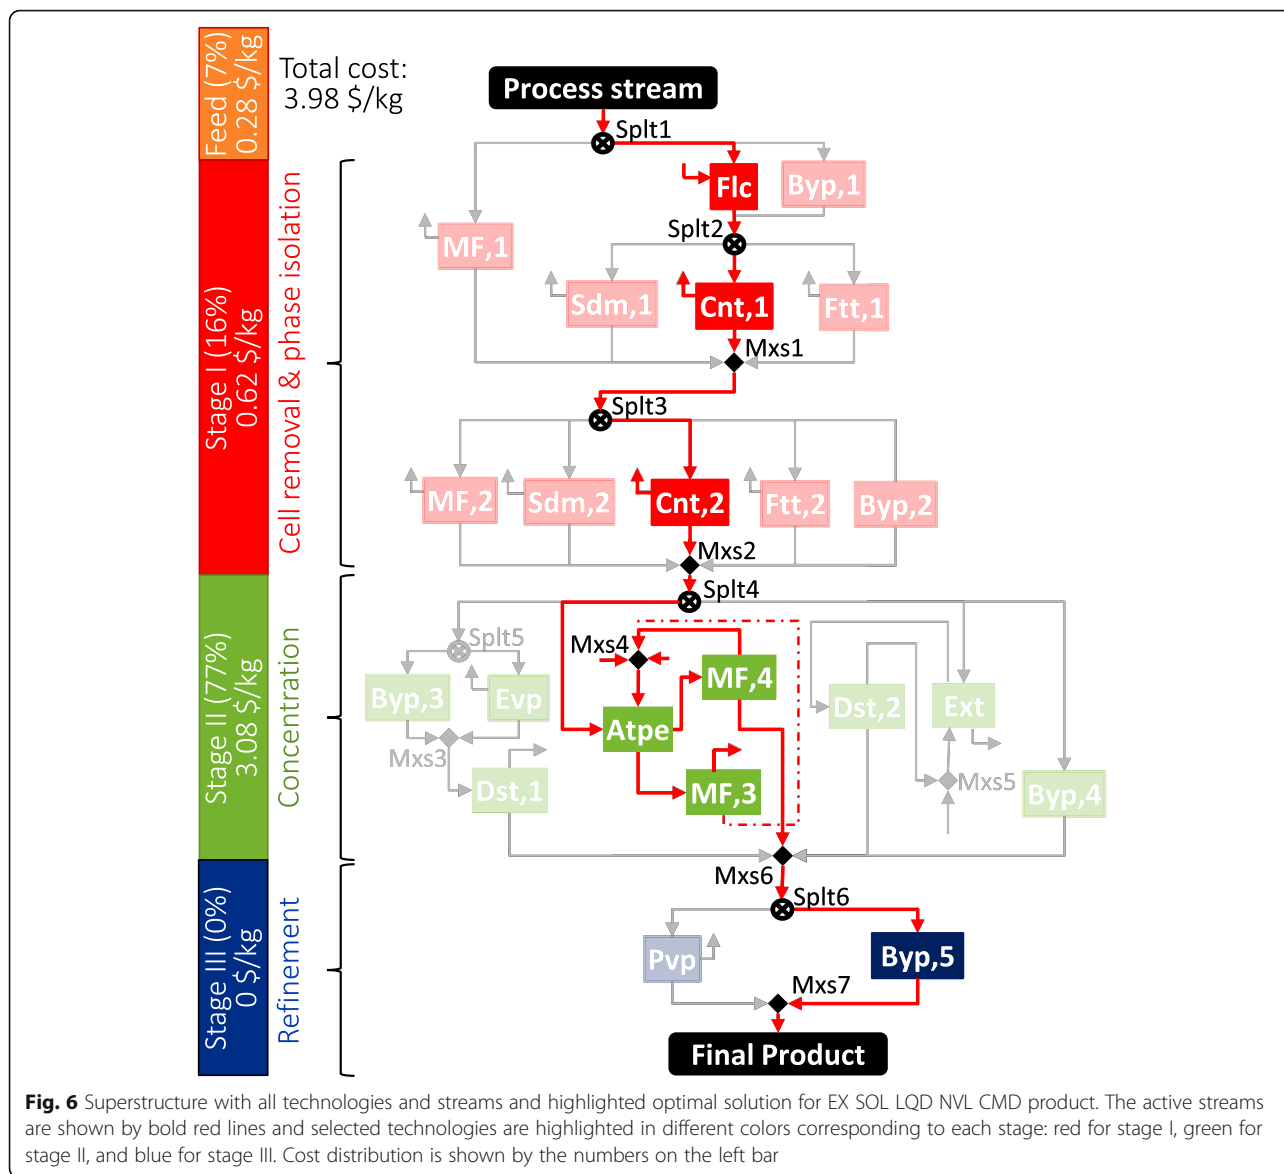 Feed (7%)
0.28 $/kg
Total cost:
3.98 $/kg
Process stream
Splt1
Flc
Byp,1
MF,1
Splt2
Sdm,1
Cnt,1
Ftt,1
Mxs1
Stage I (16%)
0.62 $/kg
Cell removal & phase isolation
Splt3
MF,2
Sdm,2
Cnt,2
Ftt,2
Byp,2
Mxs2
Splt4
Stage II (77%)
3.08 $/kg
Concentration
Splt5
Mxs4
Byp,3
Evp
MF,4
Dst,2
Ext
Atpe
Mxs3
Dst,1
MF,3
Mxs5
Byp,4
Mxs6
Stage III (0%)
0 $/kg
Refinement
Splt6
Pvp
Byp,5
Mxs7
Final Product
Fig. 6 Superstructure with all technologies and streams and highlighted optimal solution for EX SOL LQD NVL CMD product. The active streams
are shown by bold red lines and selected technologies are highlighted in different colors corresponding to each stage: red for stage I, green for
stage II, and blue for stage III. Cost distribution is shown by the numbers on the left bar